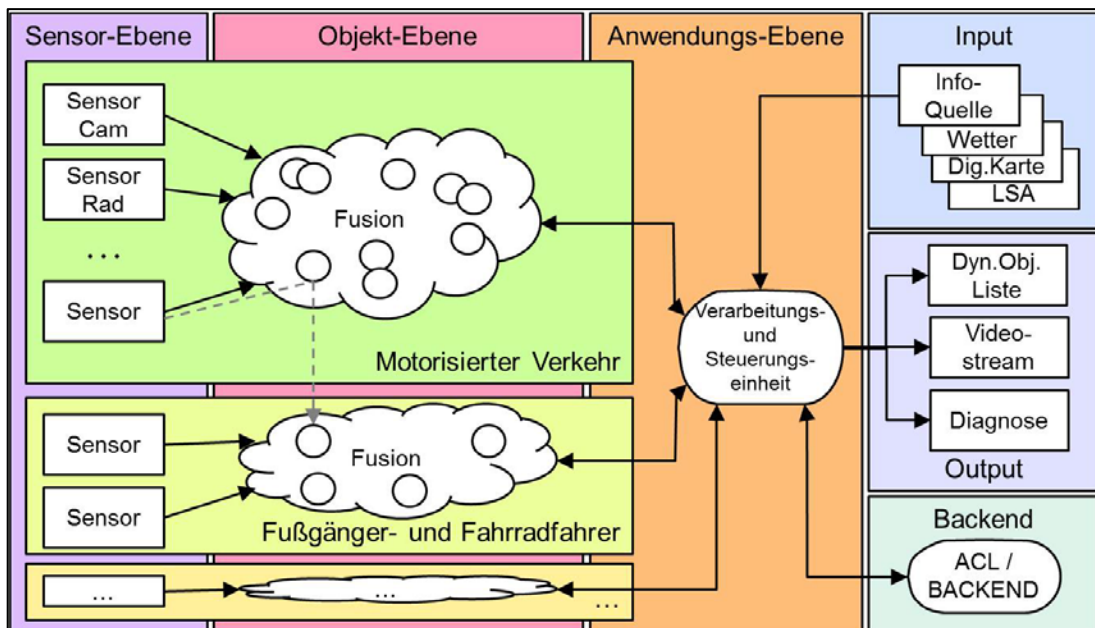 Sensor-Ebene
Objekt-Ebene
Anwendungs-Ebene
Input
Sensor
Cam
Sensor
Rad
...
Sensor
Fusion
Motorisierter Verkehr
Sensor
Sensor
Fusion
Fußgänger- und Fahrradfahrer
...
...
...
Verarbeitungs-
und
Steuerungs-
einheit
Info-
Quelle
Wetter
Dig.Karte
LSA
Dyn.Obj.
Liste
Video-
stream
Diagnose
Output
Backend
ACL /
BACKEND